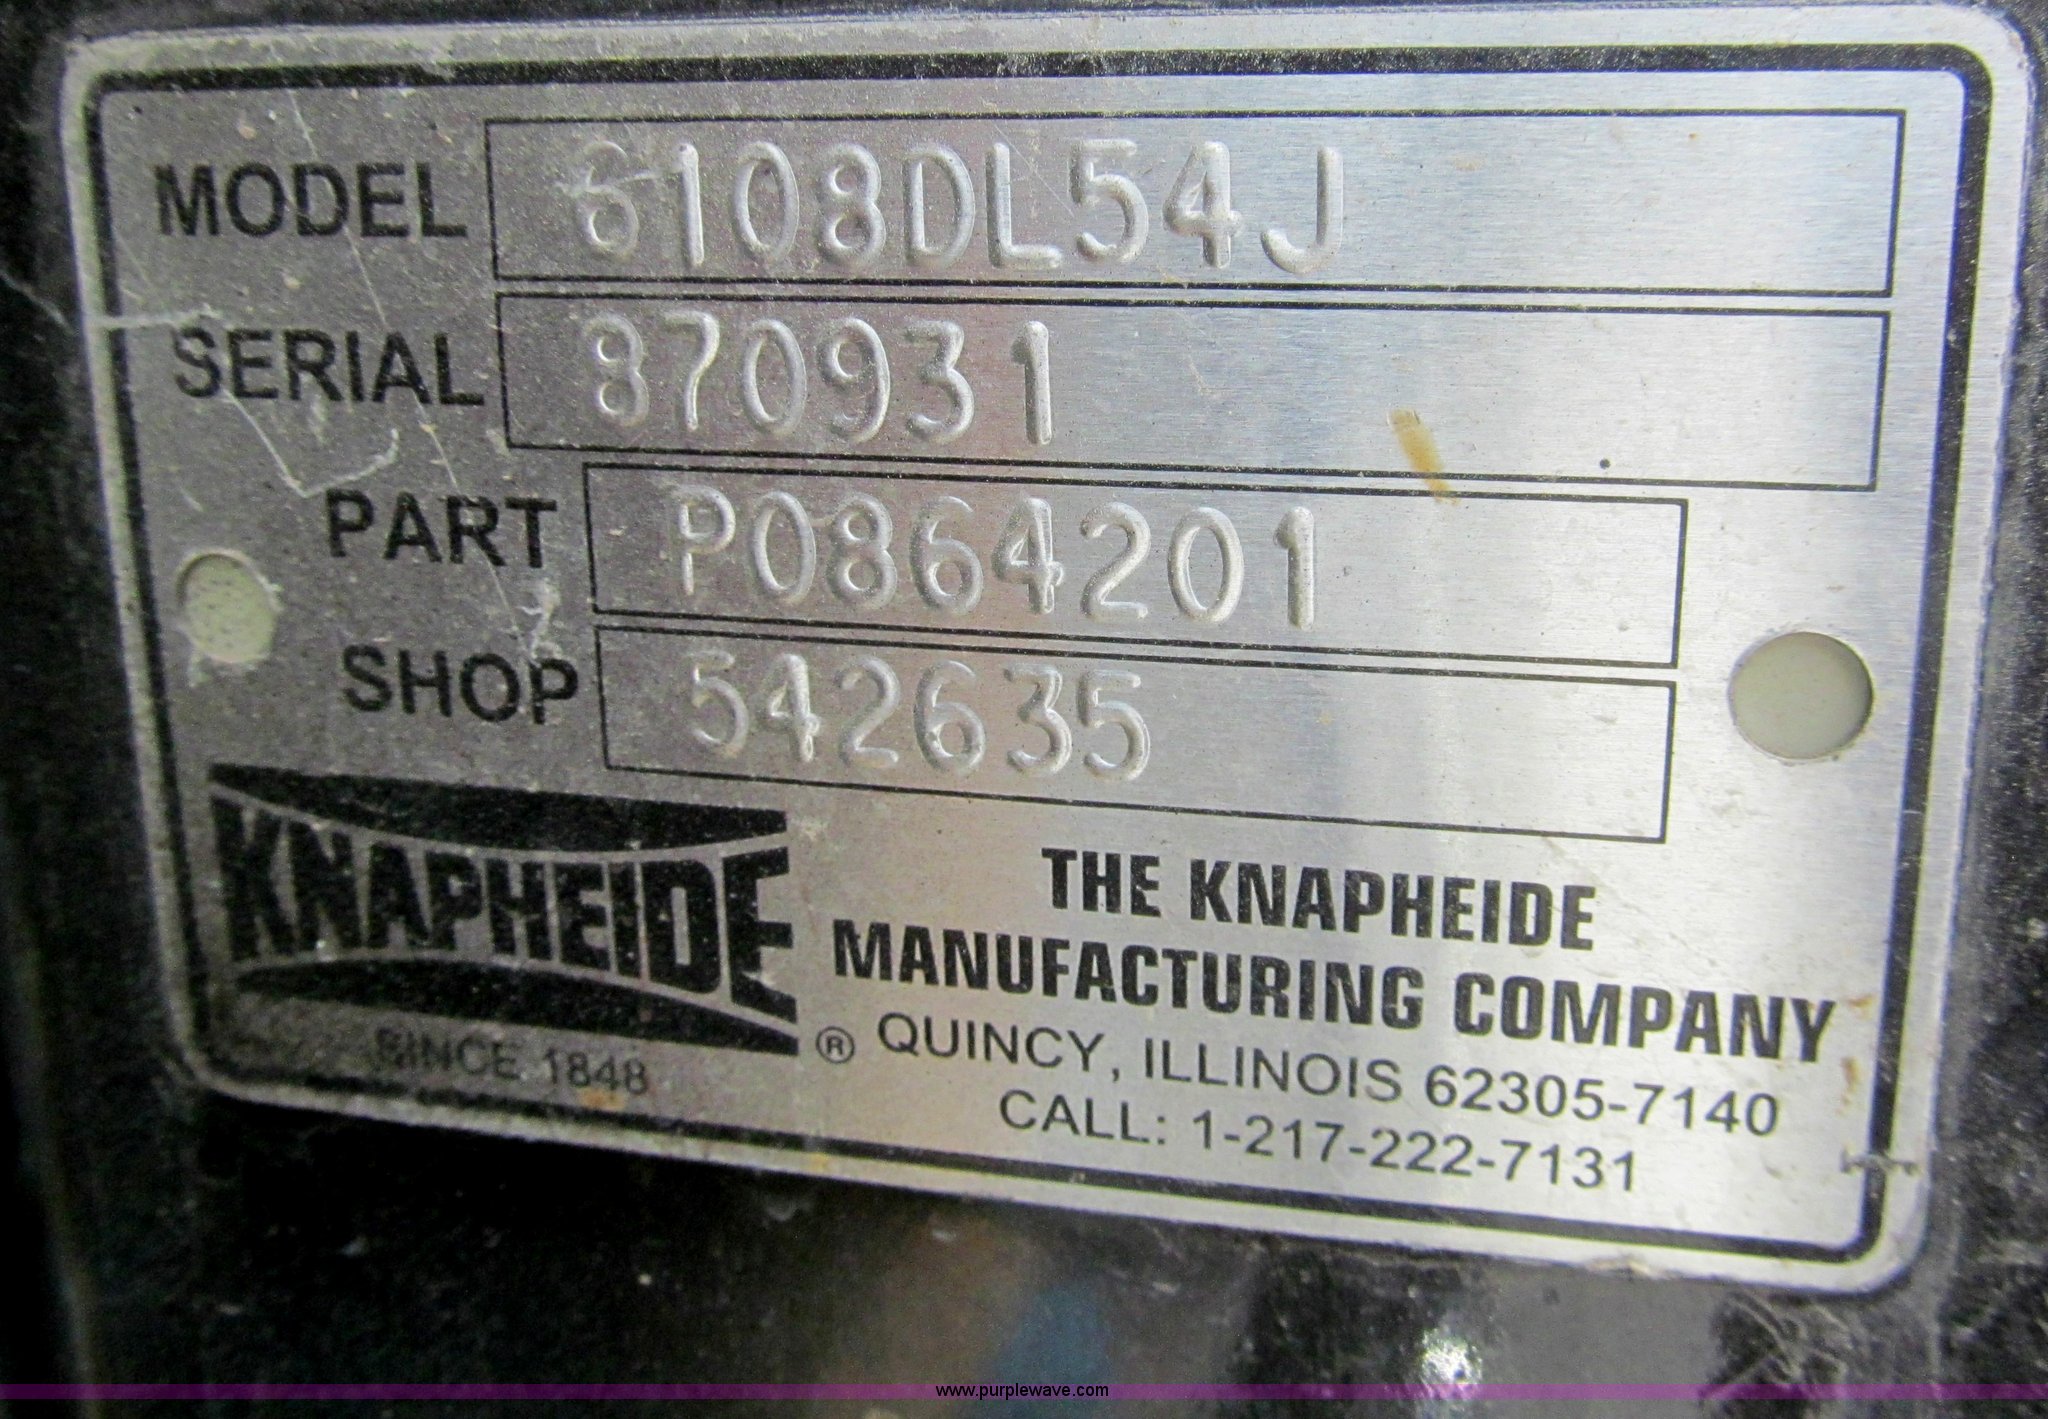 MODEL 6108DL54J
SERIAL 870931
PART P0864201
SHOP 542635
KNAPHEIDE
SINCE 1848
®
THE KNAPHEIDE
MANUFACTURING COMPANY
QUINCY, ILLINOIS 62305-7140
CALL: 1-217-222-7131
www.purplewave.com